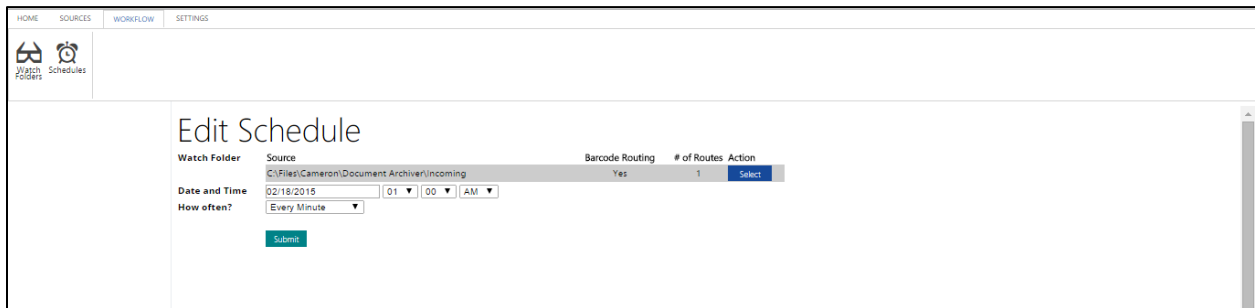 HOME SOURCES WORKFLOW SETTINGS
Watch Folders Schedules
Edit Schedule
Watch Folder Source Barcode Routing # of Routes Action
C:\Files\Cameron\Document Archiver\Incoming Yes 1 Select
Date and Time 02/18/2015 01 00 AM
How often? Every Minute
Submit